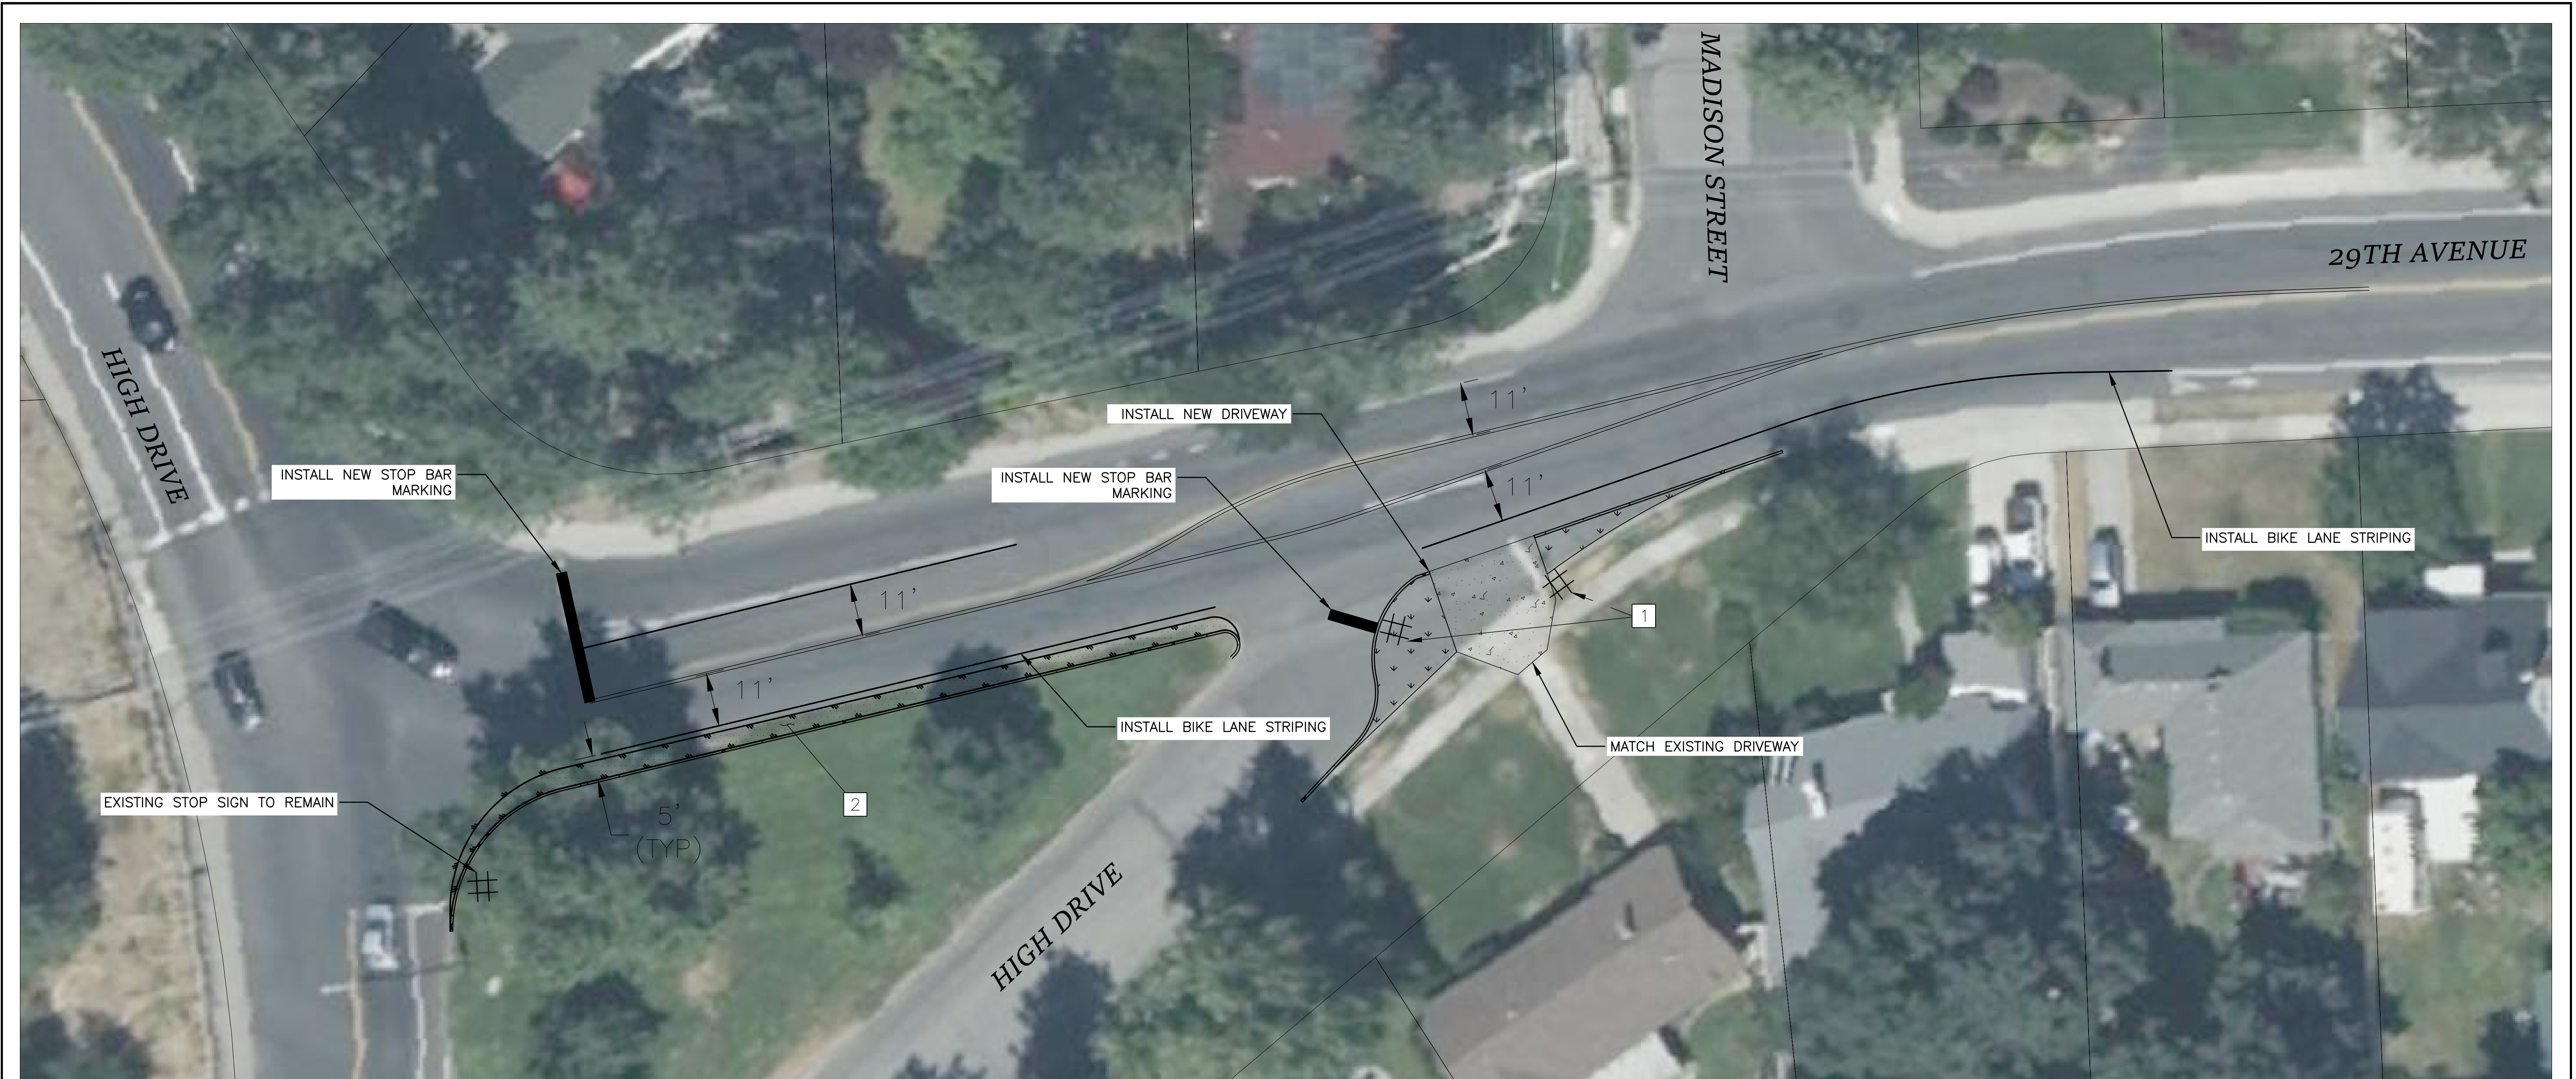 MADISON STREET
29TH AVENUE
HIGH DRIVE
11'
INSTALL NEW DRIVEWAY
INSTALL NEW STOP BAR
MARKING
INSTALL NEW STOP BAR
MARKING
11'
INSTALL BIKE LANE STRIPING
11'
1
11'
INSTALL BIKE LANE STRIPING
MATCH EXISTING DRIVEWAY
EXISTING STOP SIGN TO REMAIN
2
5'
(TYP)
HIGH DRIVE